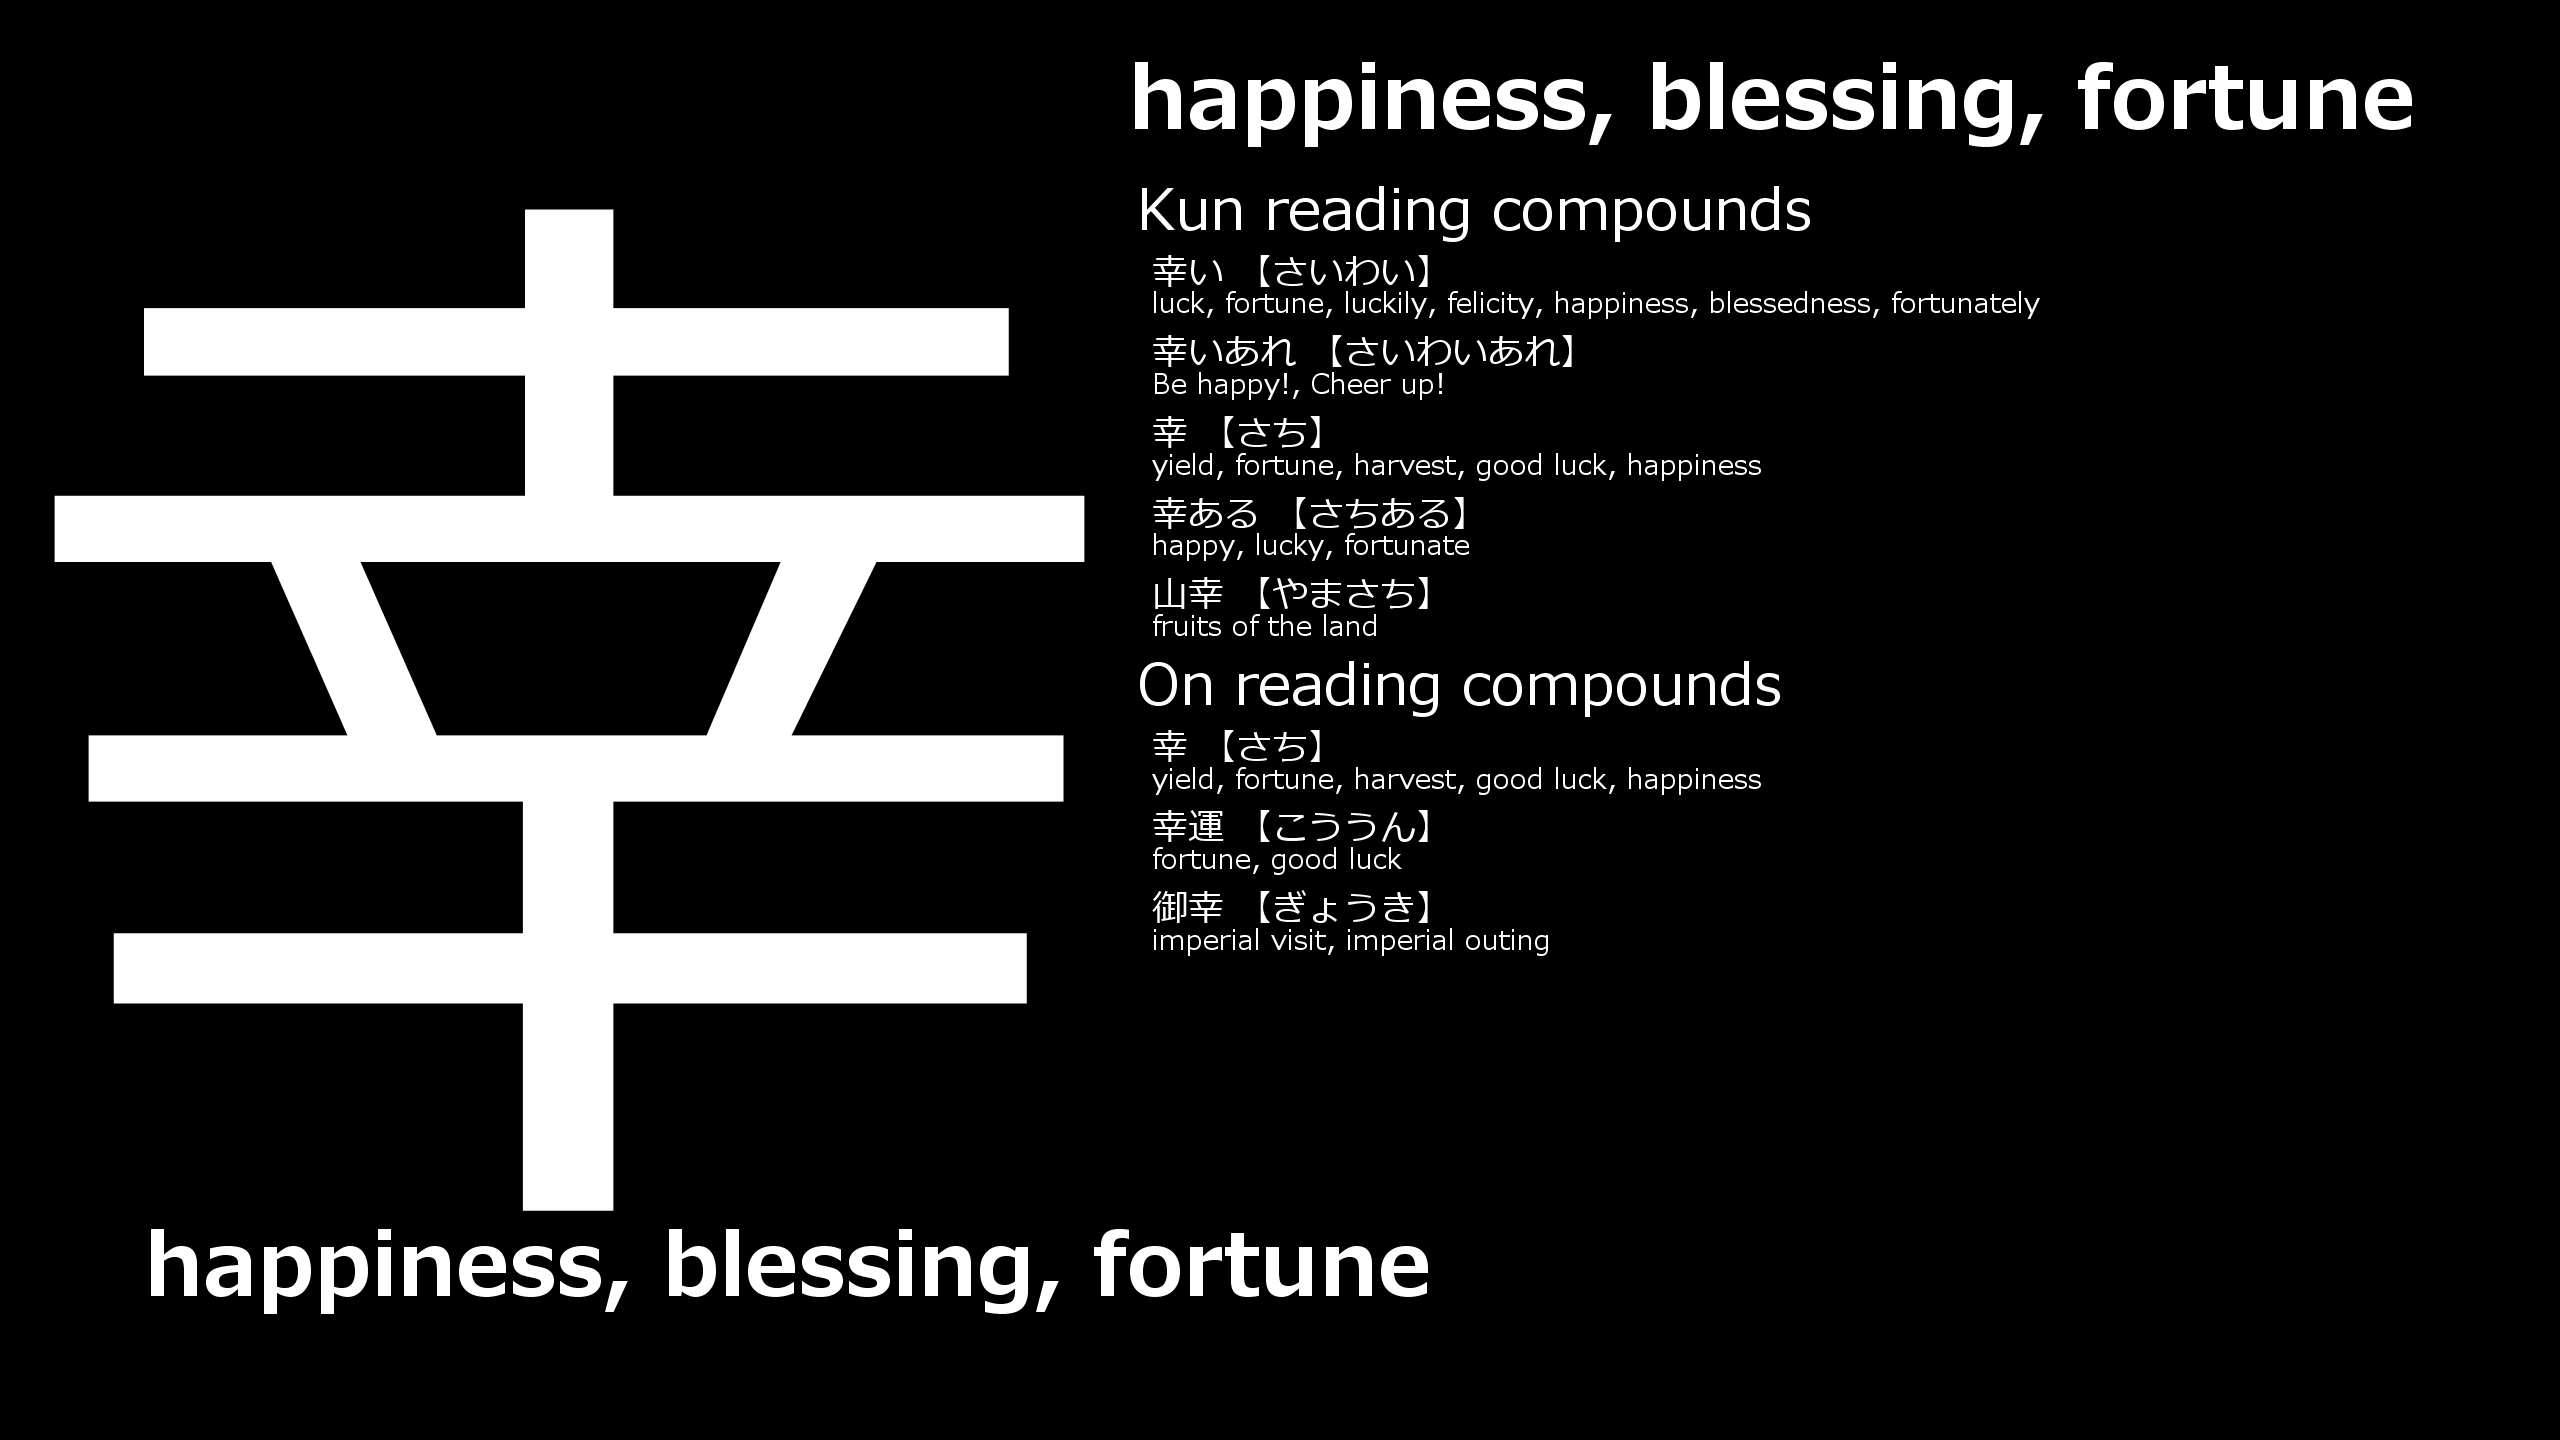 幸
happiness, blessing, fortune
happiness, blessing, fortune
Kun reading compounds
幸い 【さいわい】
luck, fortune, luckily, felicity, happiness, blessedness, fortunately
幸いあれ 【さいわいあれ】
Be happy!, Cheer up!
幸 【さち】
yield, fortune, harvest, good luck, happiness
幸ある 【さちある】
happy, lucky, fortunate
山幸 【やまさち】
fruits of the land
On reading compounds
幸 【さち】
yield, fortune, harvest, good luck, happiness
幸運 【こううん】
fortune, good luck
御幸 【ぎょうき】
imperial visit, imperial outing